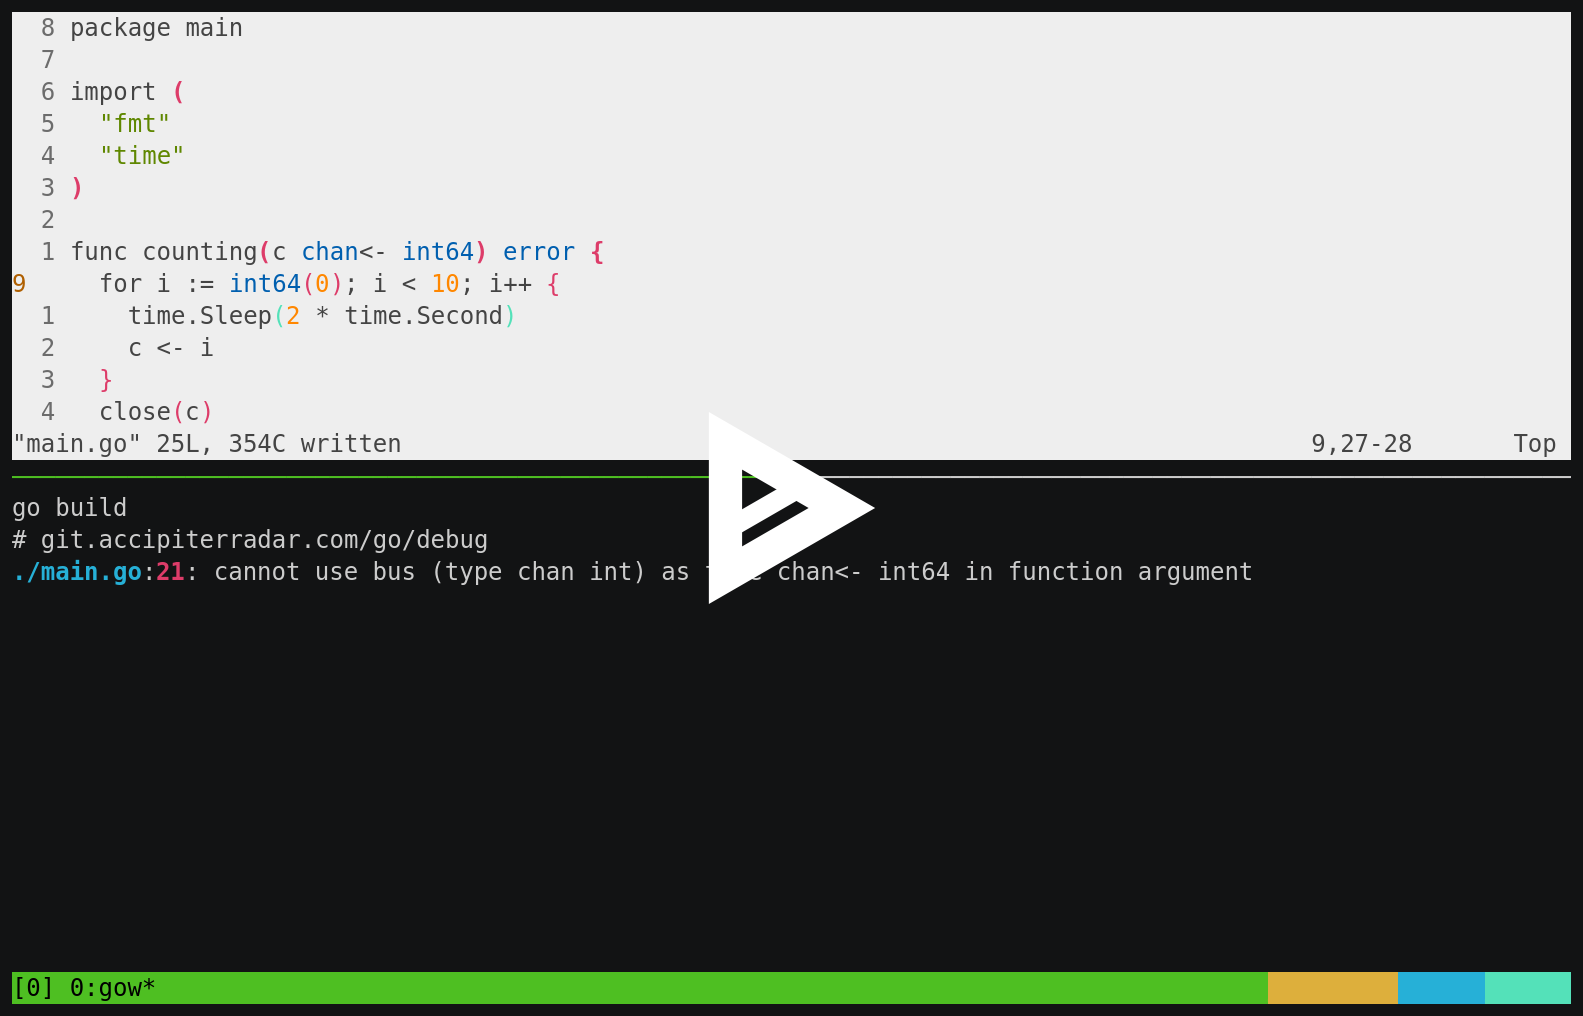 8 package main
7
6 import (
5   "fmt"
4   "time"
3 )
2
1 func counting(c chan<- int64) error {
9     for i := int64(0); i < 10; i++ {
1     time.Sleep(2 * time.Second)
2     c <- i
3   }
4   close(c)
"main.go" 25L, 354C written 9,27-28 Top
go build
# git.accipiterradar.com/go/debug
./main.go:21: cannot use bus (type chan int) as chan<- int64 in function argument
[0] 0:gow*